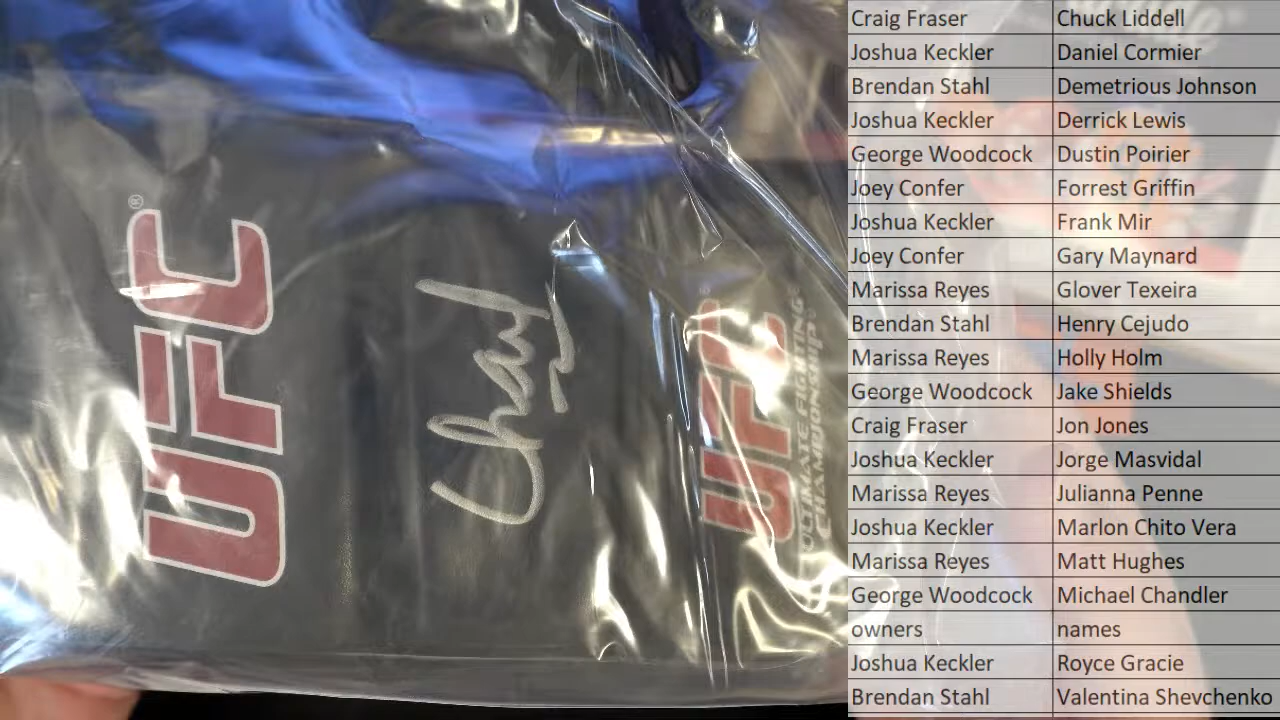 UFC®
UFC
ULTIMATE FIGHTING
CHAMPIONSHIP
Craig Fraser Chuck Liddell
Joshua Keckler Daniel Cormier
Brendan Stahl Demetrious Johnson
Joshua Keckler Derrick Lewis
George Woodcock Dustin Poirier
Joey Confer Forrest Griffin
Joshua Keckler Frank Mir
Joey Confer Gary Maynard
Marissa Reyes Glover Texeira
Brendan Stahl Henry Cejudo
Marissa Reyes Holly Holm
George Woodcock Jake Shields
Craig Fraser Jon Jones
Joshua Keckler Jorge Masvidal
Marissa Reyes Julianna Penne
Joshua Keckler Marlon Chito Vera
Marissa Reyes Matt Hughes
George Woodcock Michael Chandler
owners names
Joshua Keckler Royce Gracie
Brendan Stahl Valentina Shevchenko